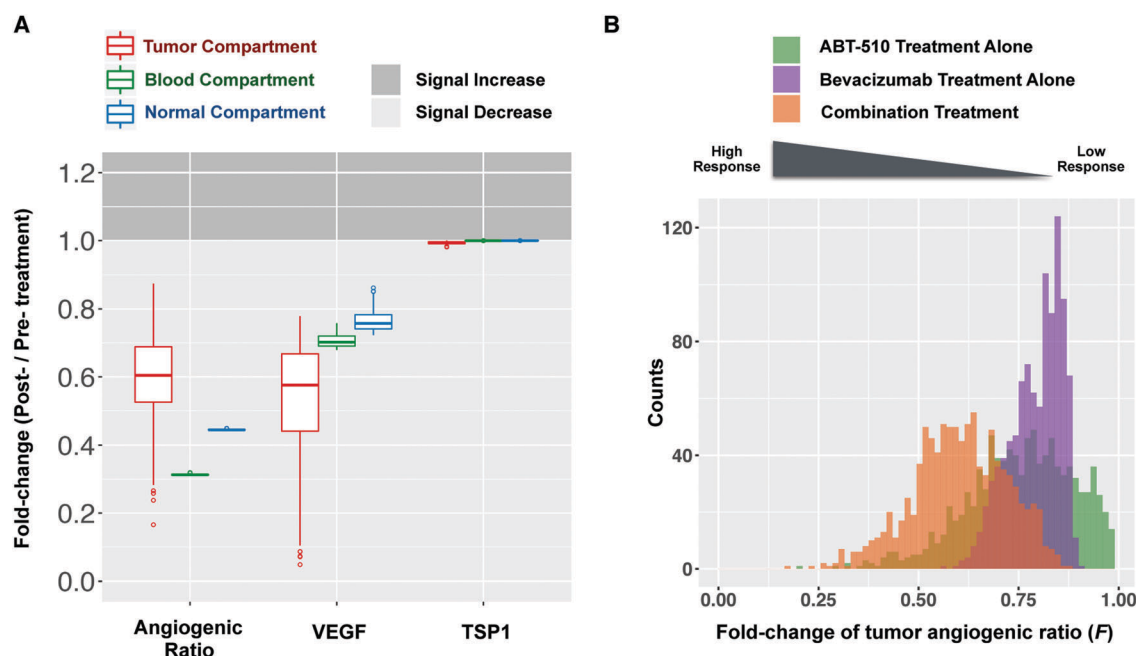 A
Tumor Compartment
Blood Compartment
Normal Compartment
Signal Increase
Signal Decrease
Fold-change (Post- / Pre- treatment)
1.2
1.0
0.8
0.6
0.4
0.2
0.0
Angiogenic
Ratio
VEGF
TSP1
B
ABT-510 Treatment Alone
Bevacizumab Treatment Alone
Combination Treatment
High
Response
Low
Response
Counts
120
80
40
0
0.00
0.25
0.50
0.75
1.00
Fold-change of tumor angiogenic ratio (F)